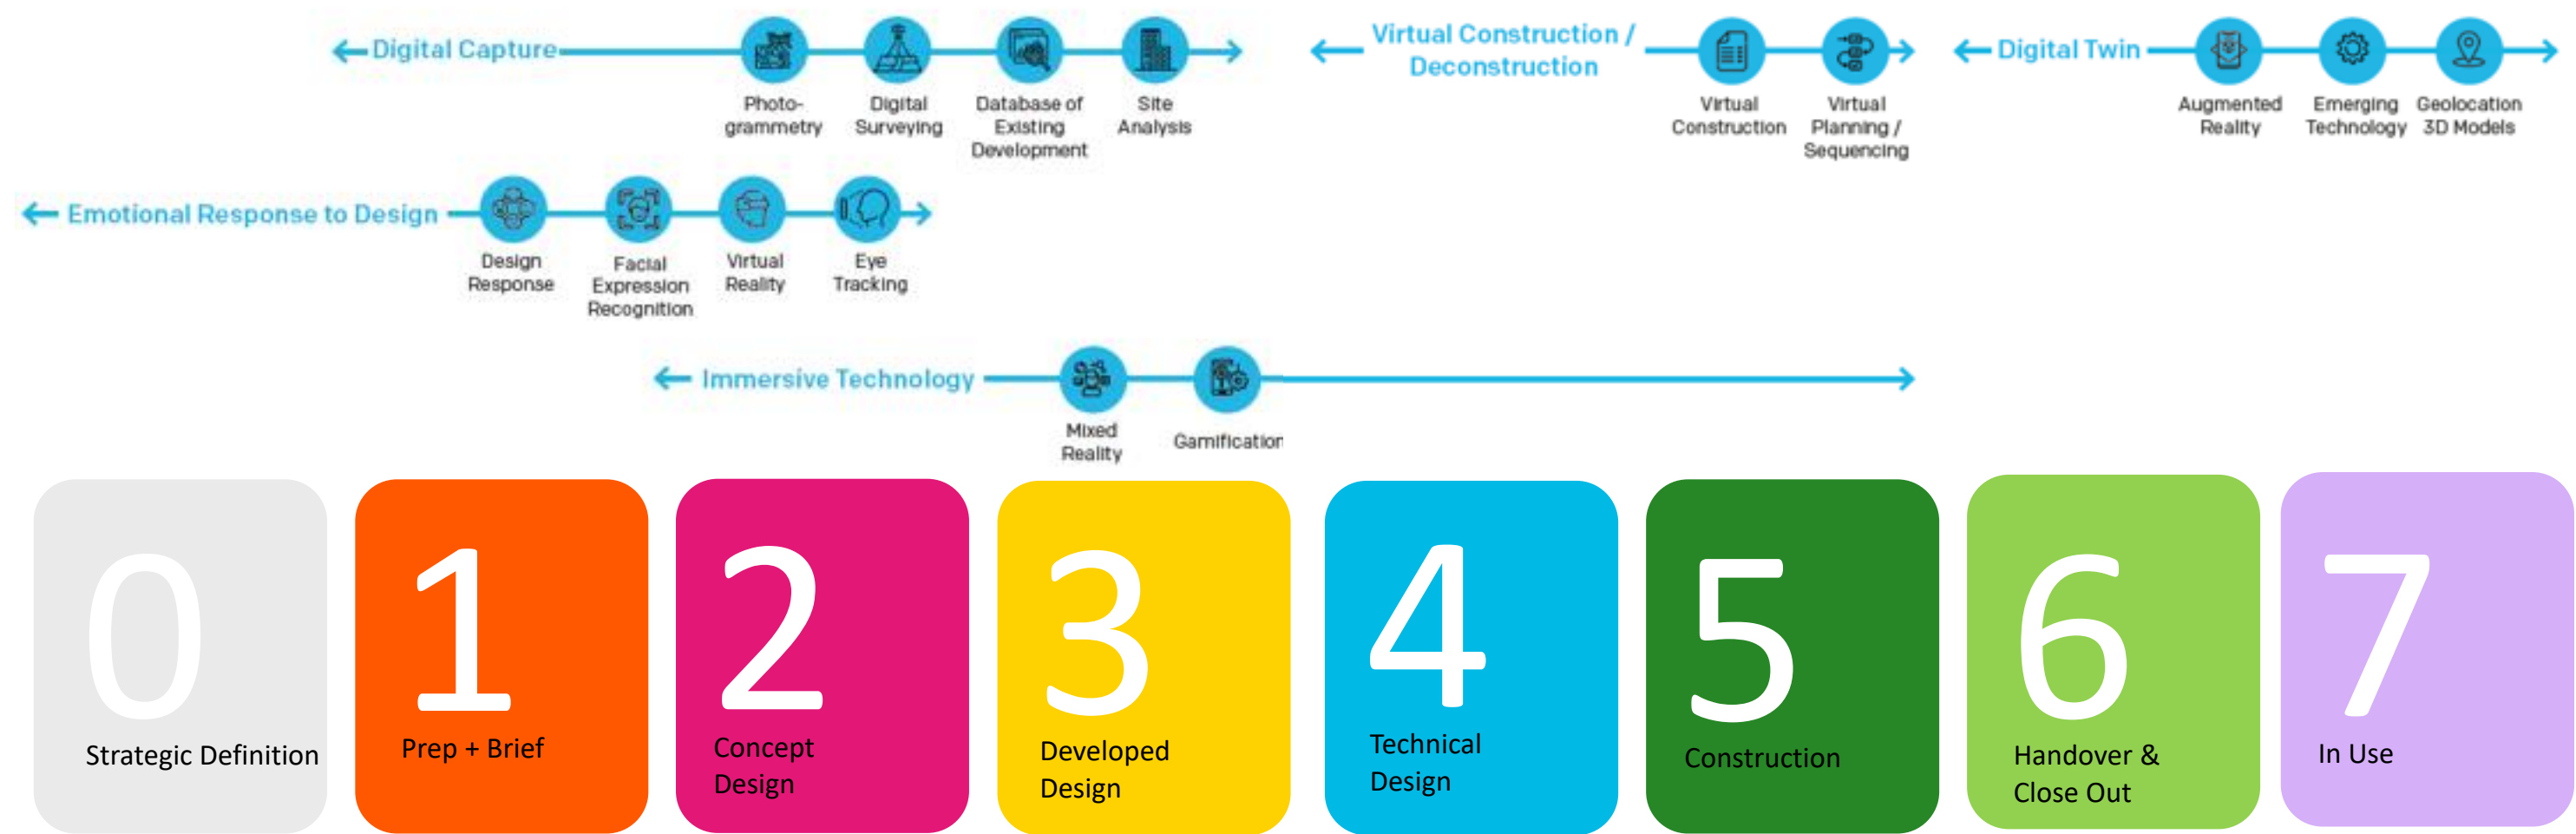 Digital Capture
Photo-
grammetry
Digital
Surveying
Database of
Existing
Development
Site
Analysis
Virtual Construction /
Deconstruction
Virtual
Construction
Virtual
Planning /
Sequencing
Digital Twin
Augmented
Reality
Emerging
Technology
Geolocation
3D Models
Emotional Response to Design
Design
Response
Facial
Expression
Recognition
Virtual
Reality
Eye
Tracking
Immersive Technology
Mixed
Reality
Gamification
0
Strategic Definition
1
Prep + Brief
2
Concept
Design
3
Developed
Design
4
Technical
Design
5
Construction
6
Handover &
Close Out
7
In Use